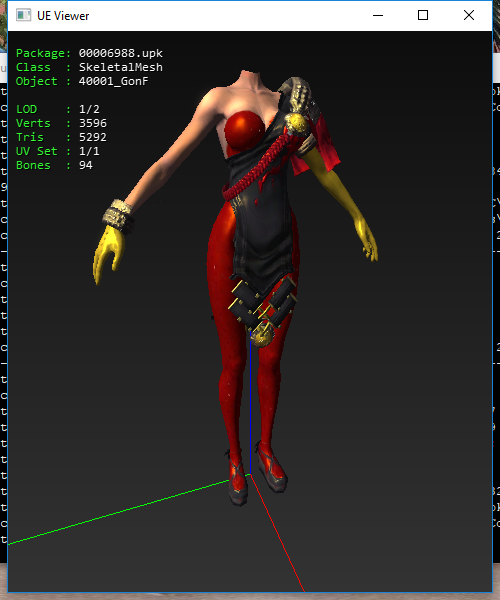 UE Viewer
Package: 00006988.upk
Class  : SkeletalMesh
Object : 40001_GonF
LOD    : 1/2
Verts  : 3596
Tris   : 5292
UV Set : 1/1
Bones  : 94